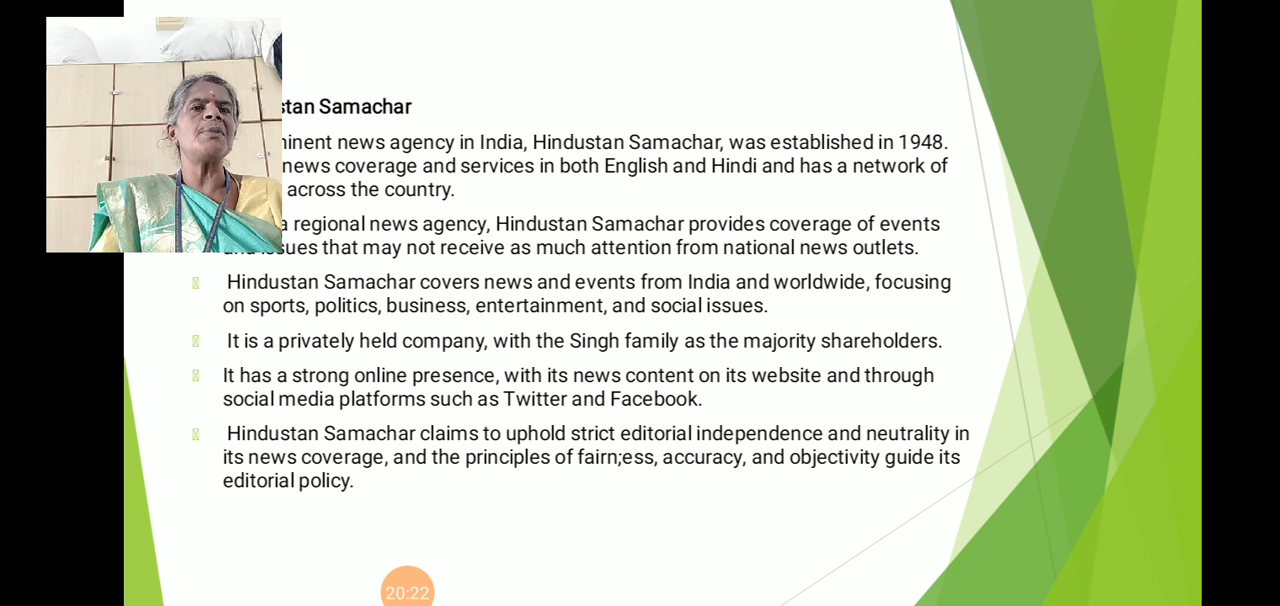 stan Samachar
inent news agency in India, Hindustan Samachar, was established in 1948.
news coverage and services in both English and Hindi and has a network of
across the country.
a regional news agency, Hindustan Samachar provides coverage of events
and issues that may not receive as much attention from national news outlets.
Hindustan Samachar covers news and events from India and worldwide, focusing
on sports, politics, business, entertainment, and social issues.
It is a privately held company, with the Singh family as the majority shareholders.
It has a strong online presence, with its news content on its website and through
social media platforms such as Twitter and Facebook.
Hindustan Samachar claims to uphold strict editorial independence and neutrality in
its news coverage, and the principles of fairn;ess, accuracy, and objectivity guide its
editorial policy.
20:22